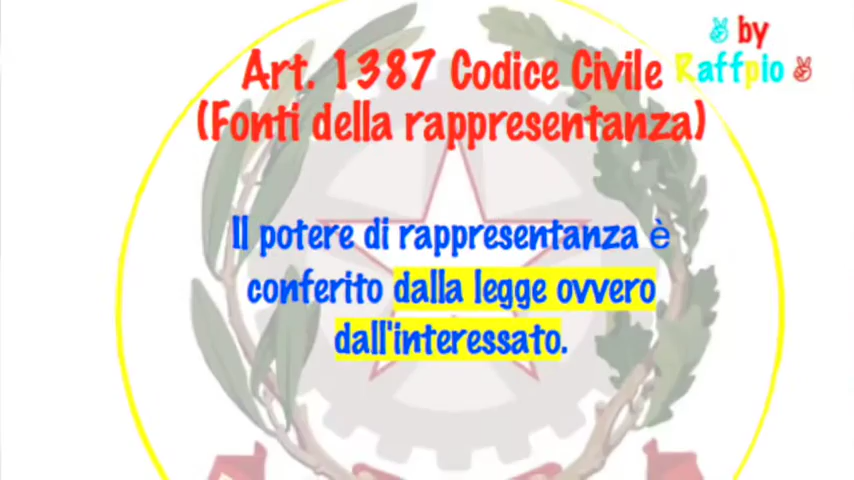 ✌ by
Raffpio ✌
Art. 1387 Codice Civile
(Fonti della rappresentanza)
Il potere di rappresentanza è
conferito dalla legge ovvero
dall'interessato.